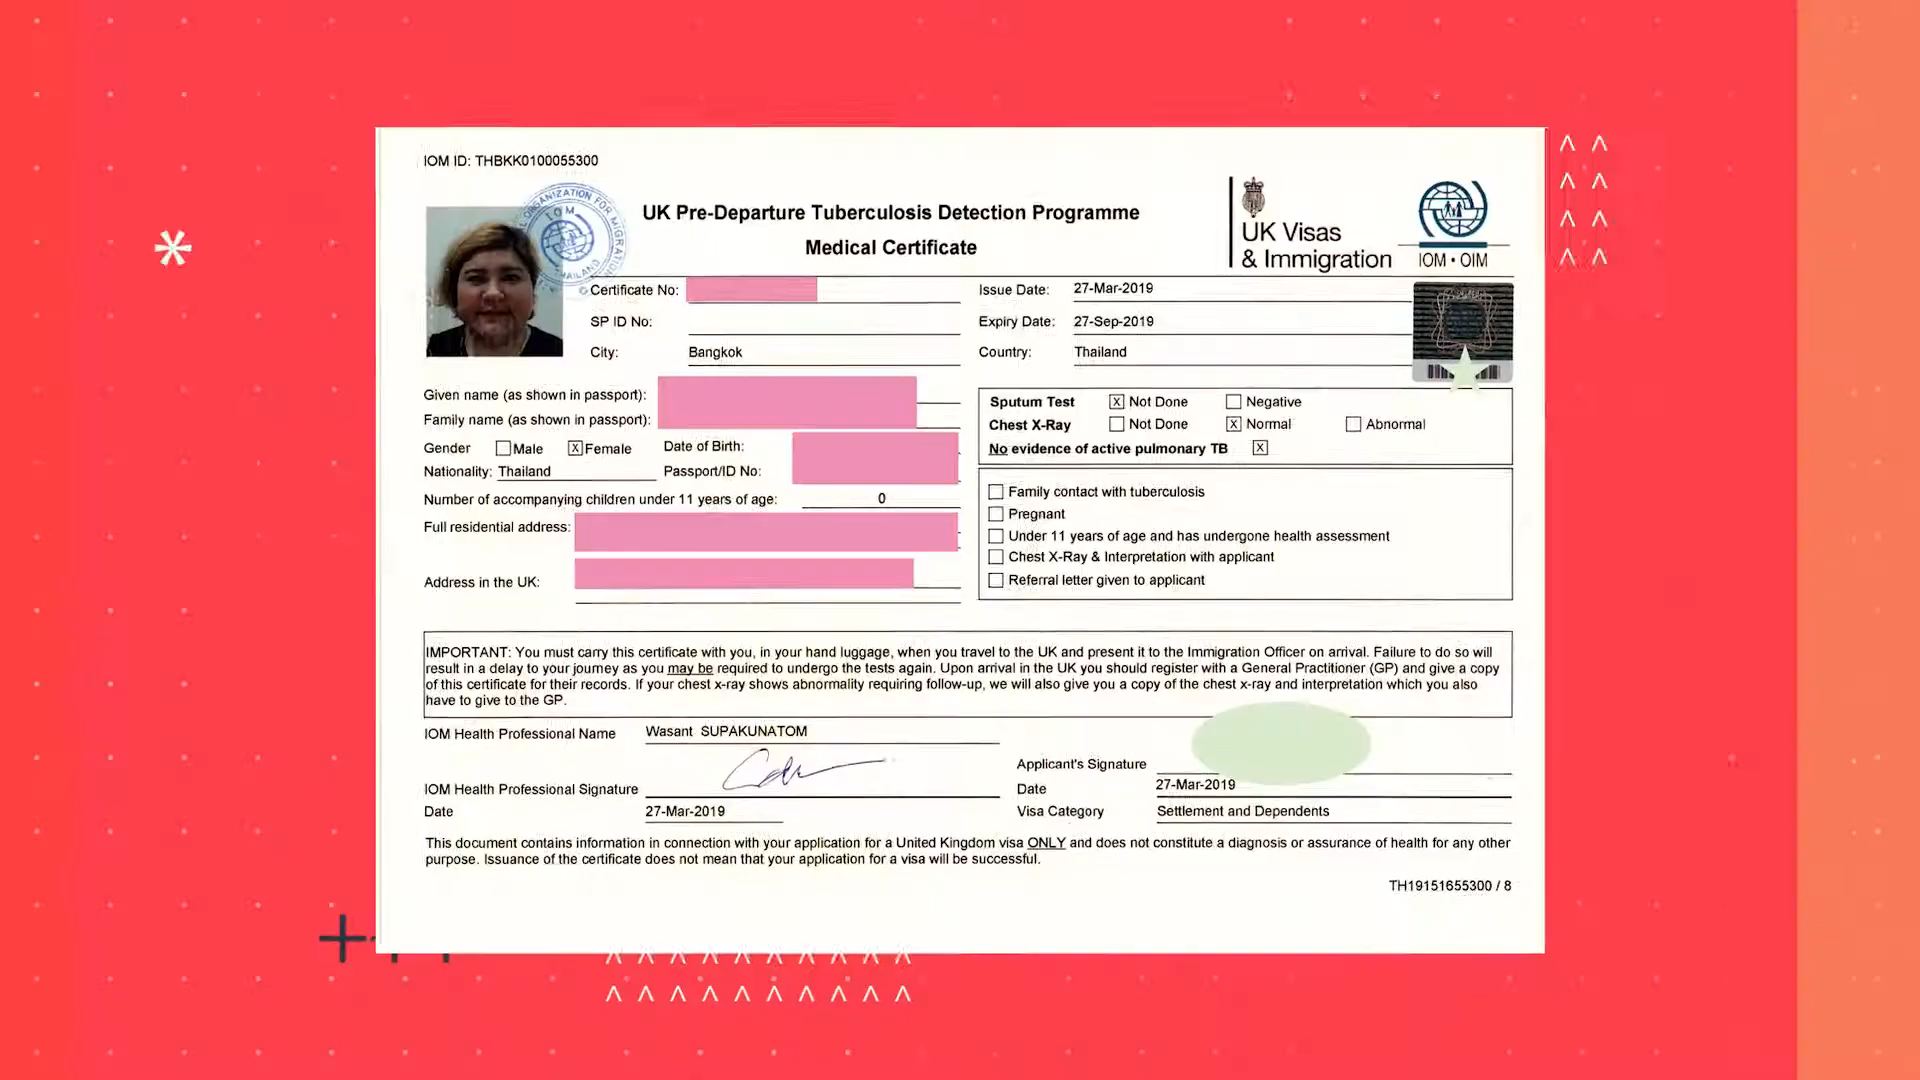 IOM ID: THBKK0100055300
ORGANIZATION FOR MIGRATION
IOM
THAILAND
UK Pre-Departure Tuberculosis Detection Programme
Medical Certificate
UK Visas
& Immigration
IOM • OIM
Certificate No:
Issue Date: 27-Mar-2019
SP ID No:
Expiry Date: 27-Sep-2019
City: Bangkok
Country: Thailand
Given name (as shown in passport):
Family name (as shown in passport):
Gender Male X Female Date of Birth:
Nationality: Thailand Passport/ID No:
Number of accompanying children under 11 years of age: 0
Full residential address:
Address in the UK:
Sputum Test X Not Done Negative
Chest X-Ray Not Done X Normal Abnormal
No evidence of active pulmonary TB X
Family contact with tuberculosis
Pregnant
Under 11 years of age and has undergone health assessment
Chest X-Ray & Interpretation with applicant
Referral letter given to applicant
IMPORTANT: You must carry this certificate with you, in your hand luggage, when you travel to the UK and present it to the Immigration Officer on arrival. Failure to do so will
result in a delay to your journey as you may be required to undergo the tests again. Upon arrival in the UK you should register with a General Practitioner (GP) and give a copy
of this certificate for their records. If your chest x-ray shows abnormality requiring follow-up, we will also give you a copy of the chest x-ray and interpretation which you also
have to give to the GP.
IOM Health Professional Name Wasant SUPAKUNATOM
IOM Health Professional Signature
Date 27-Mar-2019
Applicant's Signature
Date 27-Mar-2019
Visa Category Settlement and Dependents
This document contains information in connection with your application for a United Kingdom visa ONLY and does not constitute a diagnosis or assurance of health for any other
purpose. Issuance of the certificate does not mean that your application for a visa will be successful.
TH19151655300 / 8